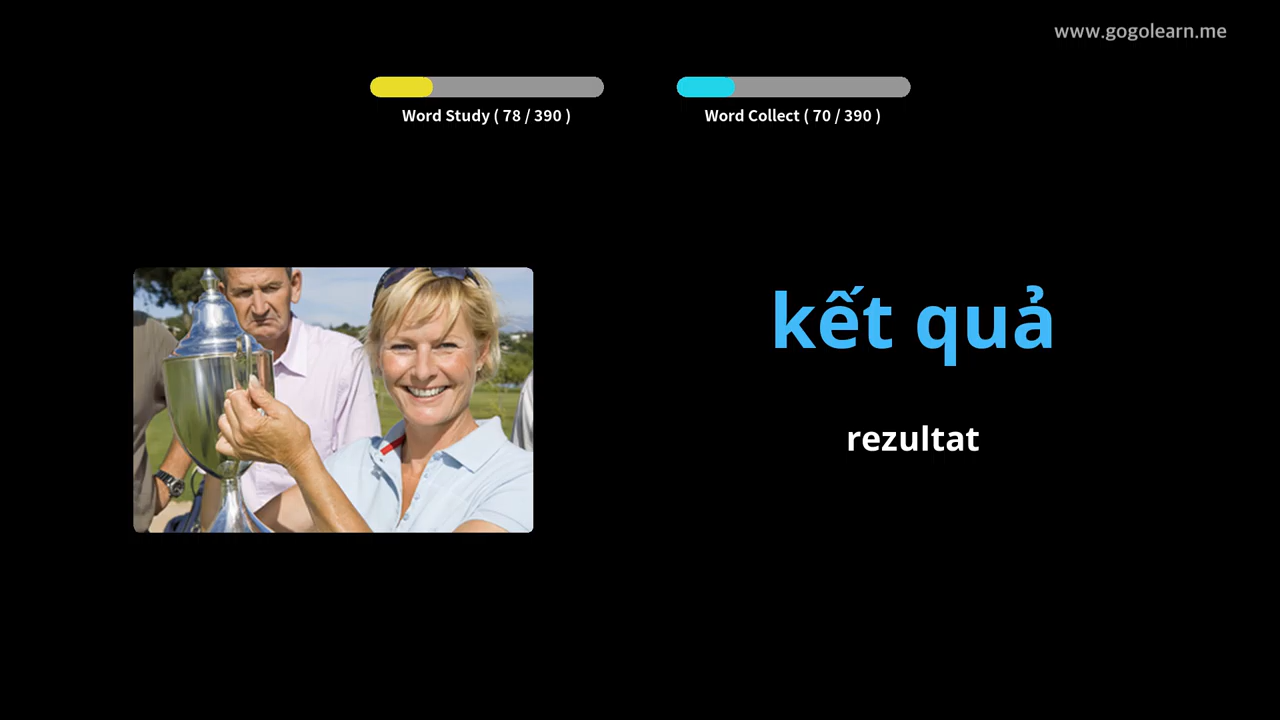 www.gogolearn.me
Word Study ( 78 / 390 )
Word Collect ( 70 / 390 )
kết quả
rezultat